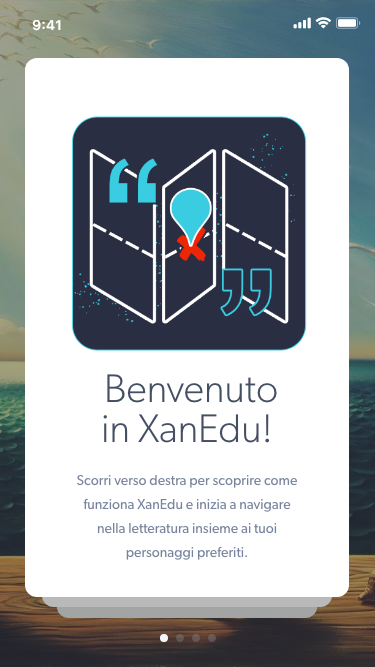 9:41
Benvenuto
in XanEdu!
Scorri verso destra per scoprire come
funziona XanEdu e inizia a navigare
nella letteratura insieme ai tuoi
personaggi preferiti.